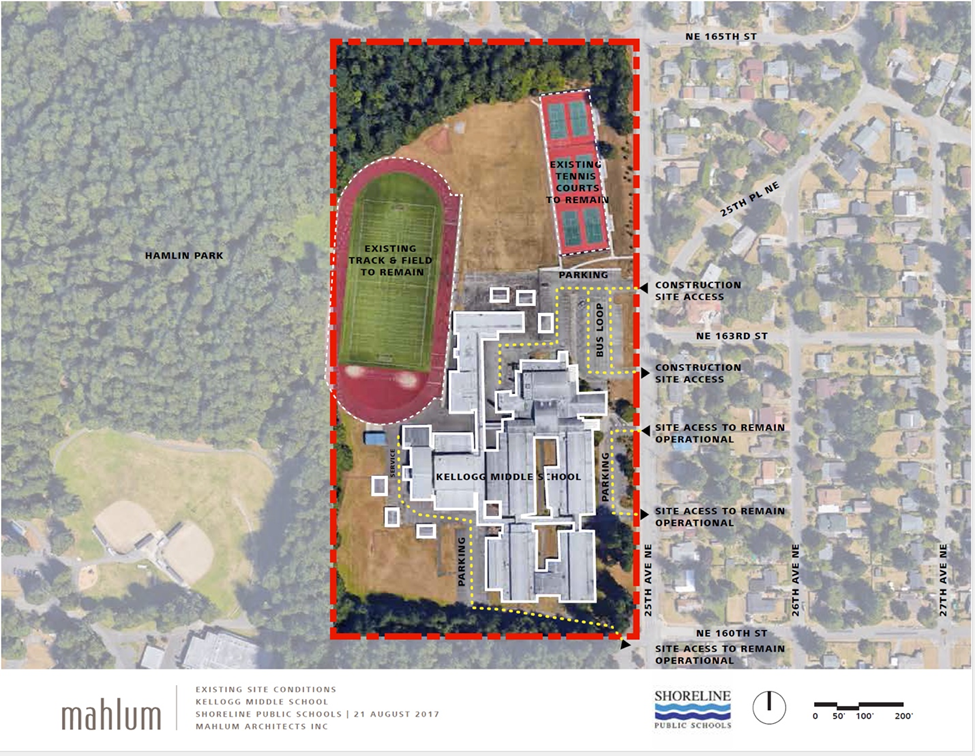 NE 165TH ST
25TH PL NE
EXISTING
TENNIS
COURTS
TO REMAIN
EXISTING
TRACK & FIELD
TO REMAIN
HAMLIN PARK
PARKING
CONSTRUCTION
SITE ACCESS
BUS LOOP
NE 163RD ST
CONSTRUCTION
SITE ACCESS
SITE ACESS TO REMAIN
OPERATIONAL
SERVICE
KELLOGG MIDDLE SCHOOL
PARKING
SITE ACESS TO REMAIN
OPERATIONAL
PARKING
25TH AVE NE
26TH AVE NE
27TH AVE NE
NE 160TH ST
SITE ACESS TO REMAIN
OPERATIONAL
mahlum
EXISTING SITE CONDITIONS
KELLOGG MIDDLE SCHOOL
SHORELINE PUBLIC SCHOOLS | 21 AUGUST 2017
MAHLUM ARCHITECTS INC
SHORELINE
PUBLIC SCHOOLS
0 50' 100' 200'